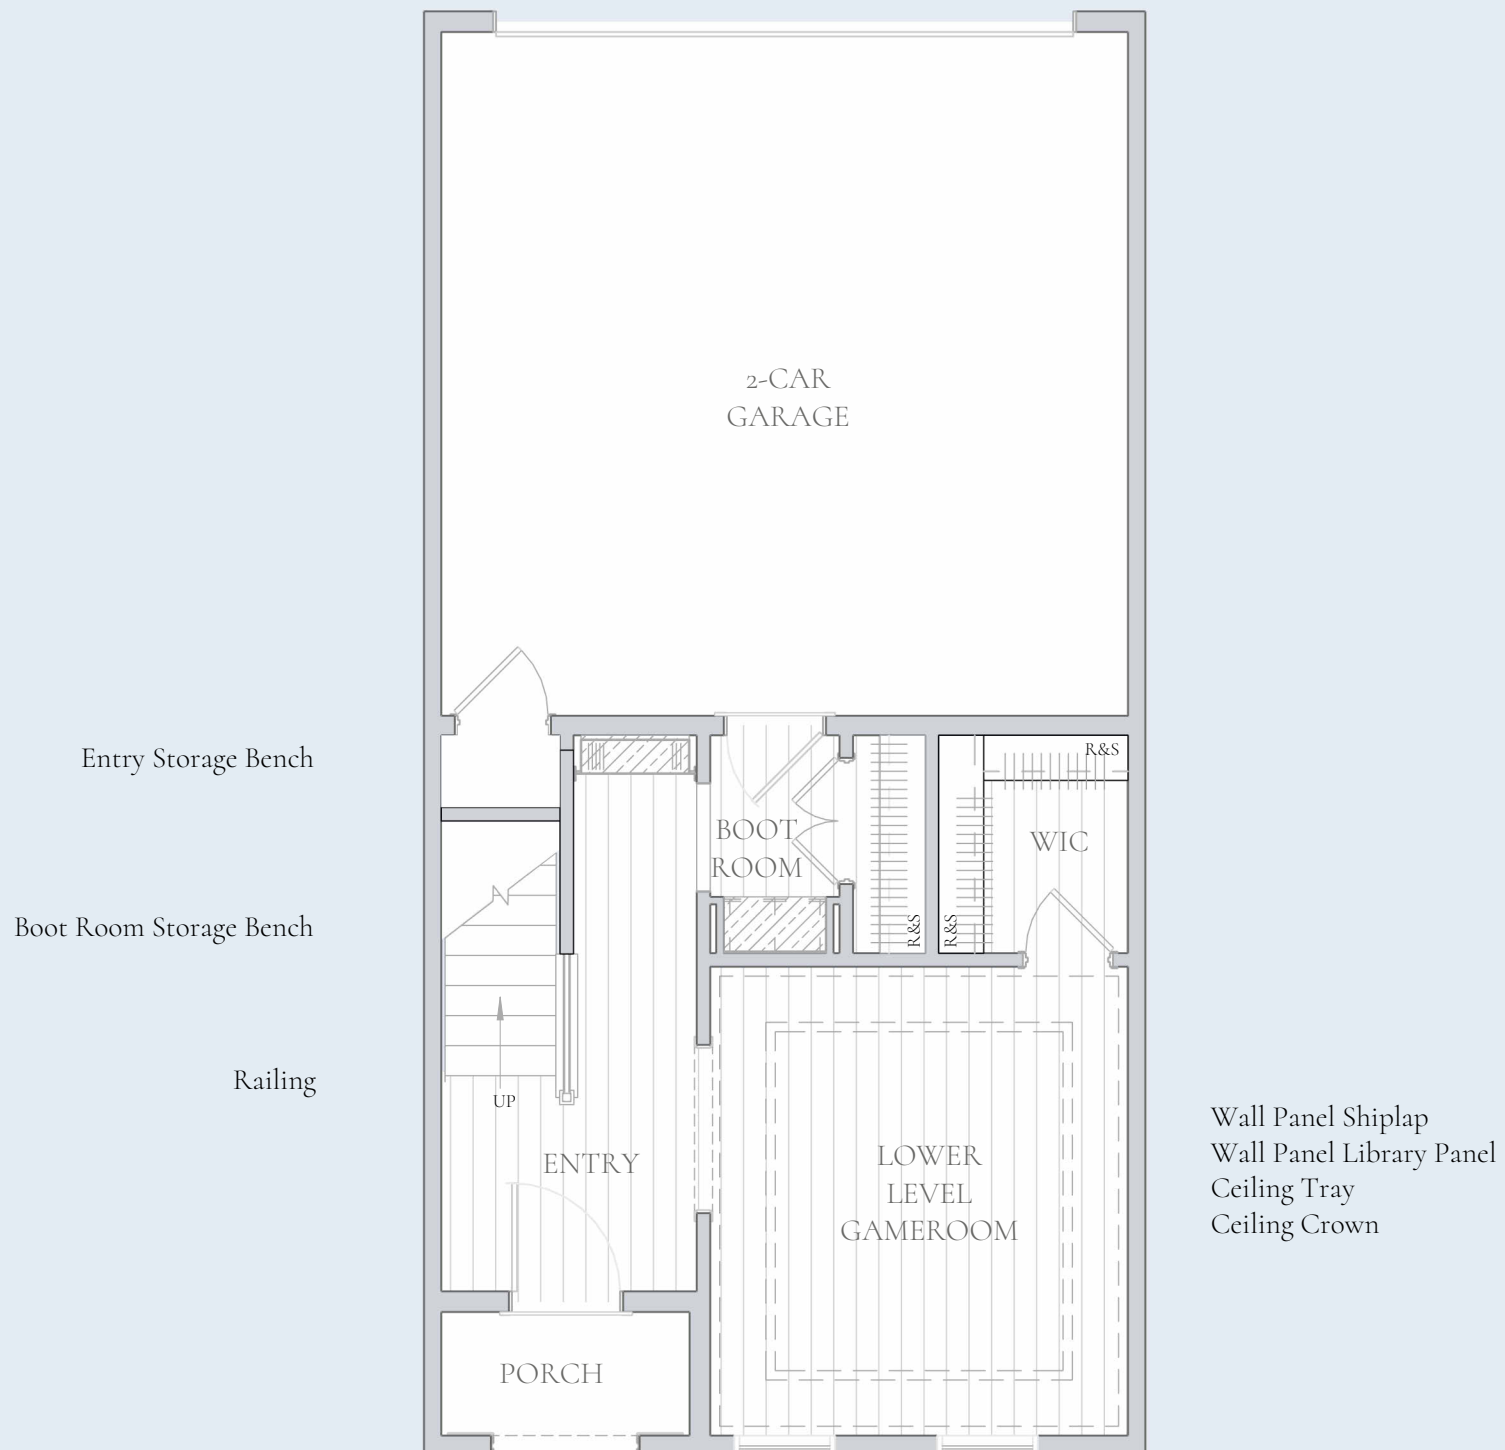 2-CAR
GARAGE
Entry Storage Bench
R&S
BOOT
ROOM
WIC
Boot Room Storage Bench
R&S
R&S
Railing
UP
ENTRY
LOWER
LEVEL
GAMEROOM
Wall Panel Shiplap
Wall Panel Library Panel
Ceiling Tray
Ceiling Crown
PORCH